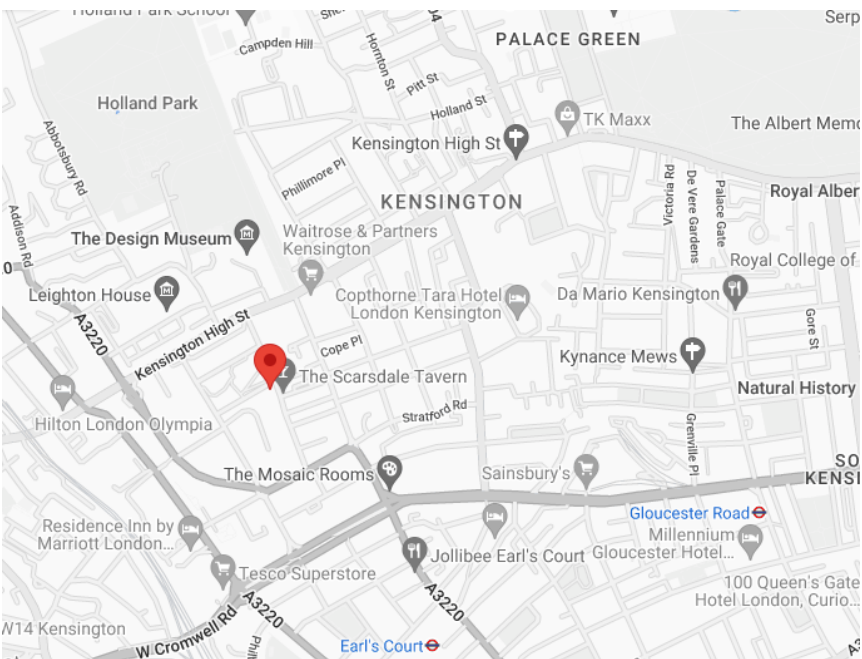 Holland Park School
Serp
Campden Hill
Hornton St
PALACE GREEN
Pitt St
Holland Park
Holland St
TK Maxx
The Albert Memo
Kensington High St
Abbotsbury Rd
Phillimore Pl
Victoria Rd
De Vere Gardens
Palace Gate
Royal Alber
KENSINGTON
Addison Rd
The Design Museum
Waitrose & Partners
Kensington
Royal College of
Leighton House
Copthorne Tara Hotel
London Kensington
Da Mario Kensington
A3220
Kensington High St
Gore St
Cope Pl
Kynance Mews
The Scarsdale Tavern
Natural History
Hilton London Olympia
Stratford Rd
Grenville Pl
The Mosaic Rooms
Sainsbury's
SO
KENSI
Gloucester Road
Residence Inn by
Marriott London...
Millennium
Gloucester Hotel...
Jollibee Earl's Court
Tesco Superstore
100 Queen's Gate
Hotel London, Curio...
A3220
A3220
W14 Kensington
W Cromwell Rd
Earl's Court